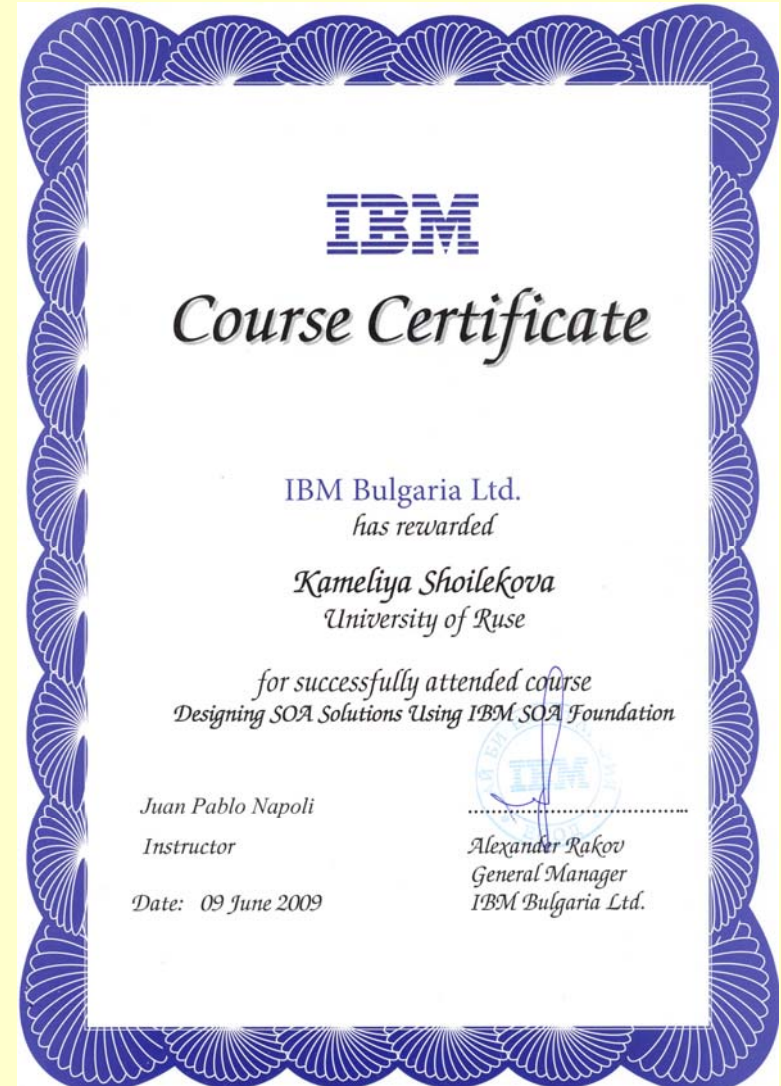 IBM
Course Certificate
IBM Bulgaria Ltd.
has rewarded
Kameliya Shoilekova
University of Ruse
for successfully attended course
Designing SOA Solutions Using IBM SOA Foundation
IBM
Juan Pablo Napoli
Instructor
Date: 09 June 2009
Alexander Rakov
General Manager
IBM Bulgaria Ltd.